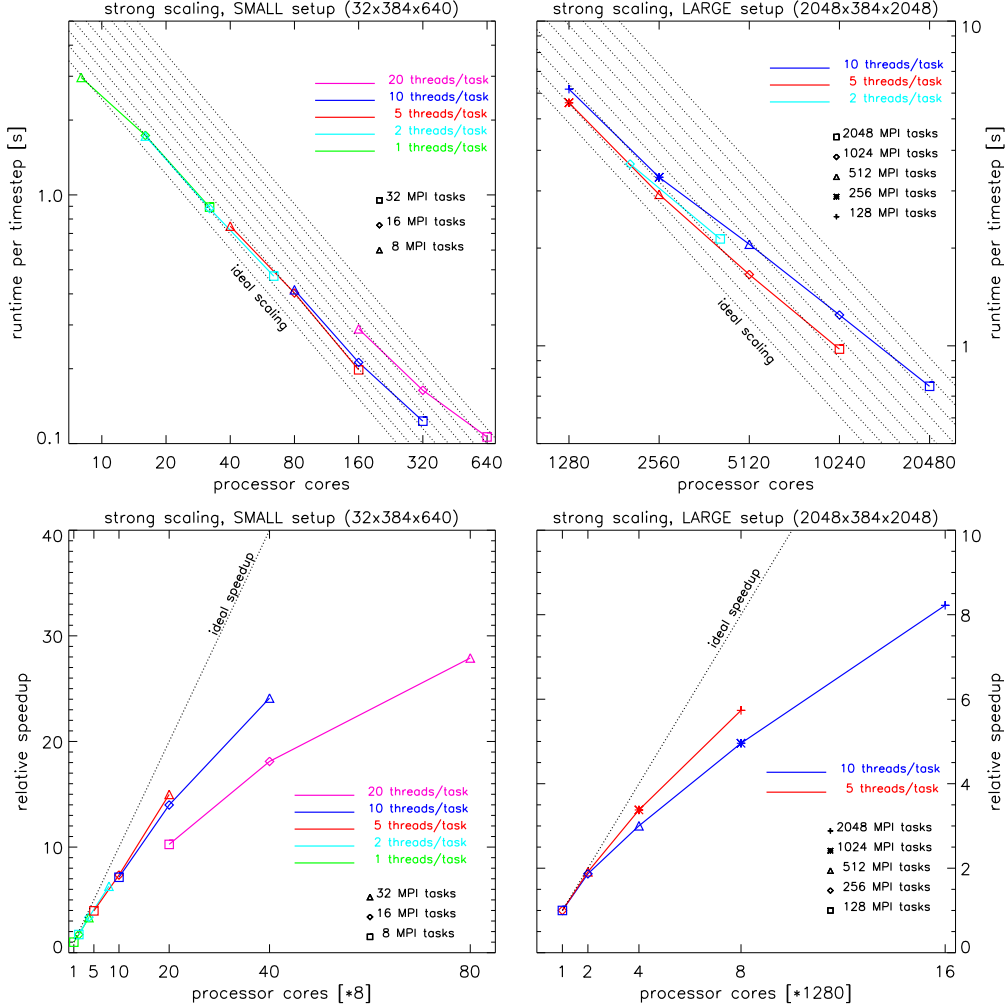 strong scaling, SMALL setup (32x384x640)
runtime per timestep [s]
1.0
0.1
20 threads/task
10 threads/task
5 threads/task
2 threads/task
1 threads/task
32 MPI tasks
16 MPI tasks
8 MPI tasks
ideal scaling
10 20 40 80 160 320 640
processor cores
strong scaling, LARGE setup (2048x384x2048)
10
1
runtime per timestep [s]
10 threads/task
5 threads/task
2 threads/task
2048 MPI tasks
1024 MPI tasks
512 MPI tasks
256 MPI tasks
128 MPI tasks
ideal scaling
1280 2560 5120 10240 20480
processor cores
strong scaling, SMALL setup (32x384x640)
relative speedup
40
30
20
10
0
ideal speedup
20 threads/task
10 threads/task
5 threads/task
2 threads/task
1 threads/task
32 MPI tasks
16 MPI tasks
8 MPI tasks
1 5 10 20 40 80
processor cores [*8]
strong scaling, LARGE setup (2048x384x2048)
10
8
6
4
2
0
relative speedup
ideal speedup
10 threads/task
5 threads/task
2048 MPI tasks
1024 MPI tasks
512 MPI tasks
256 MPI tasks
128 MPI tasks
1 2 4 8 16
processor cores [*1280]